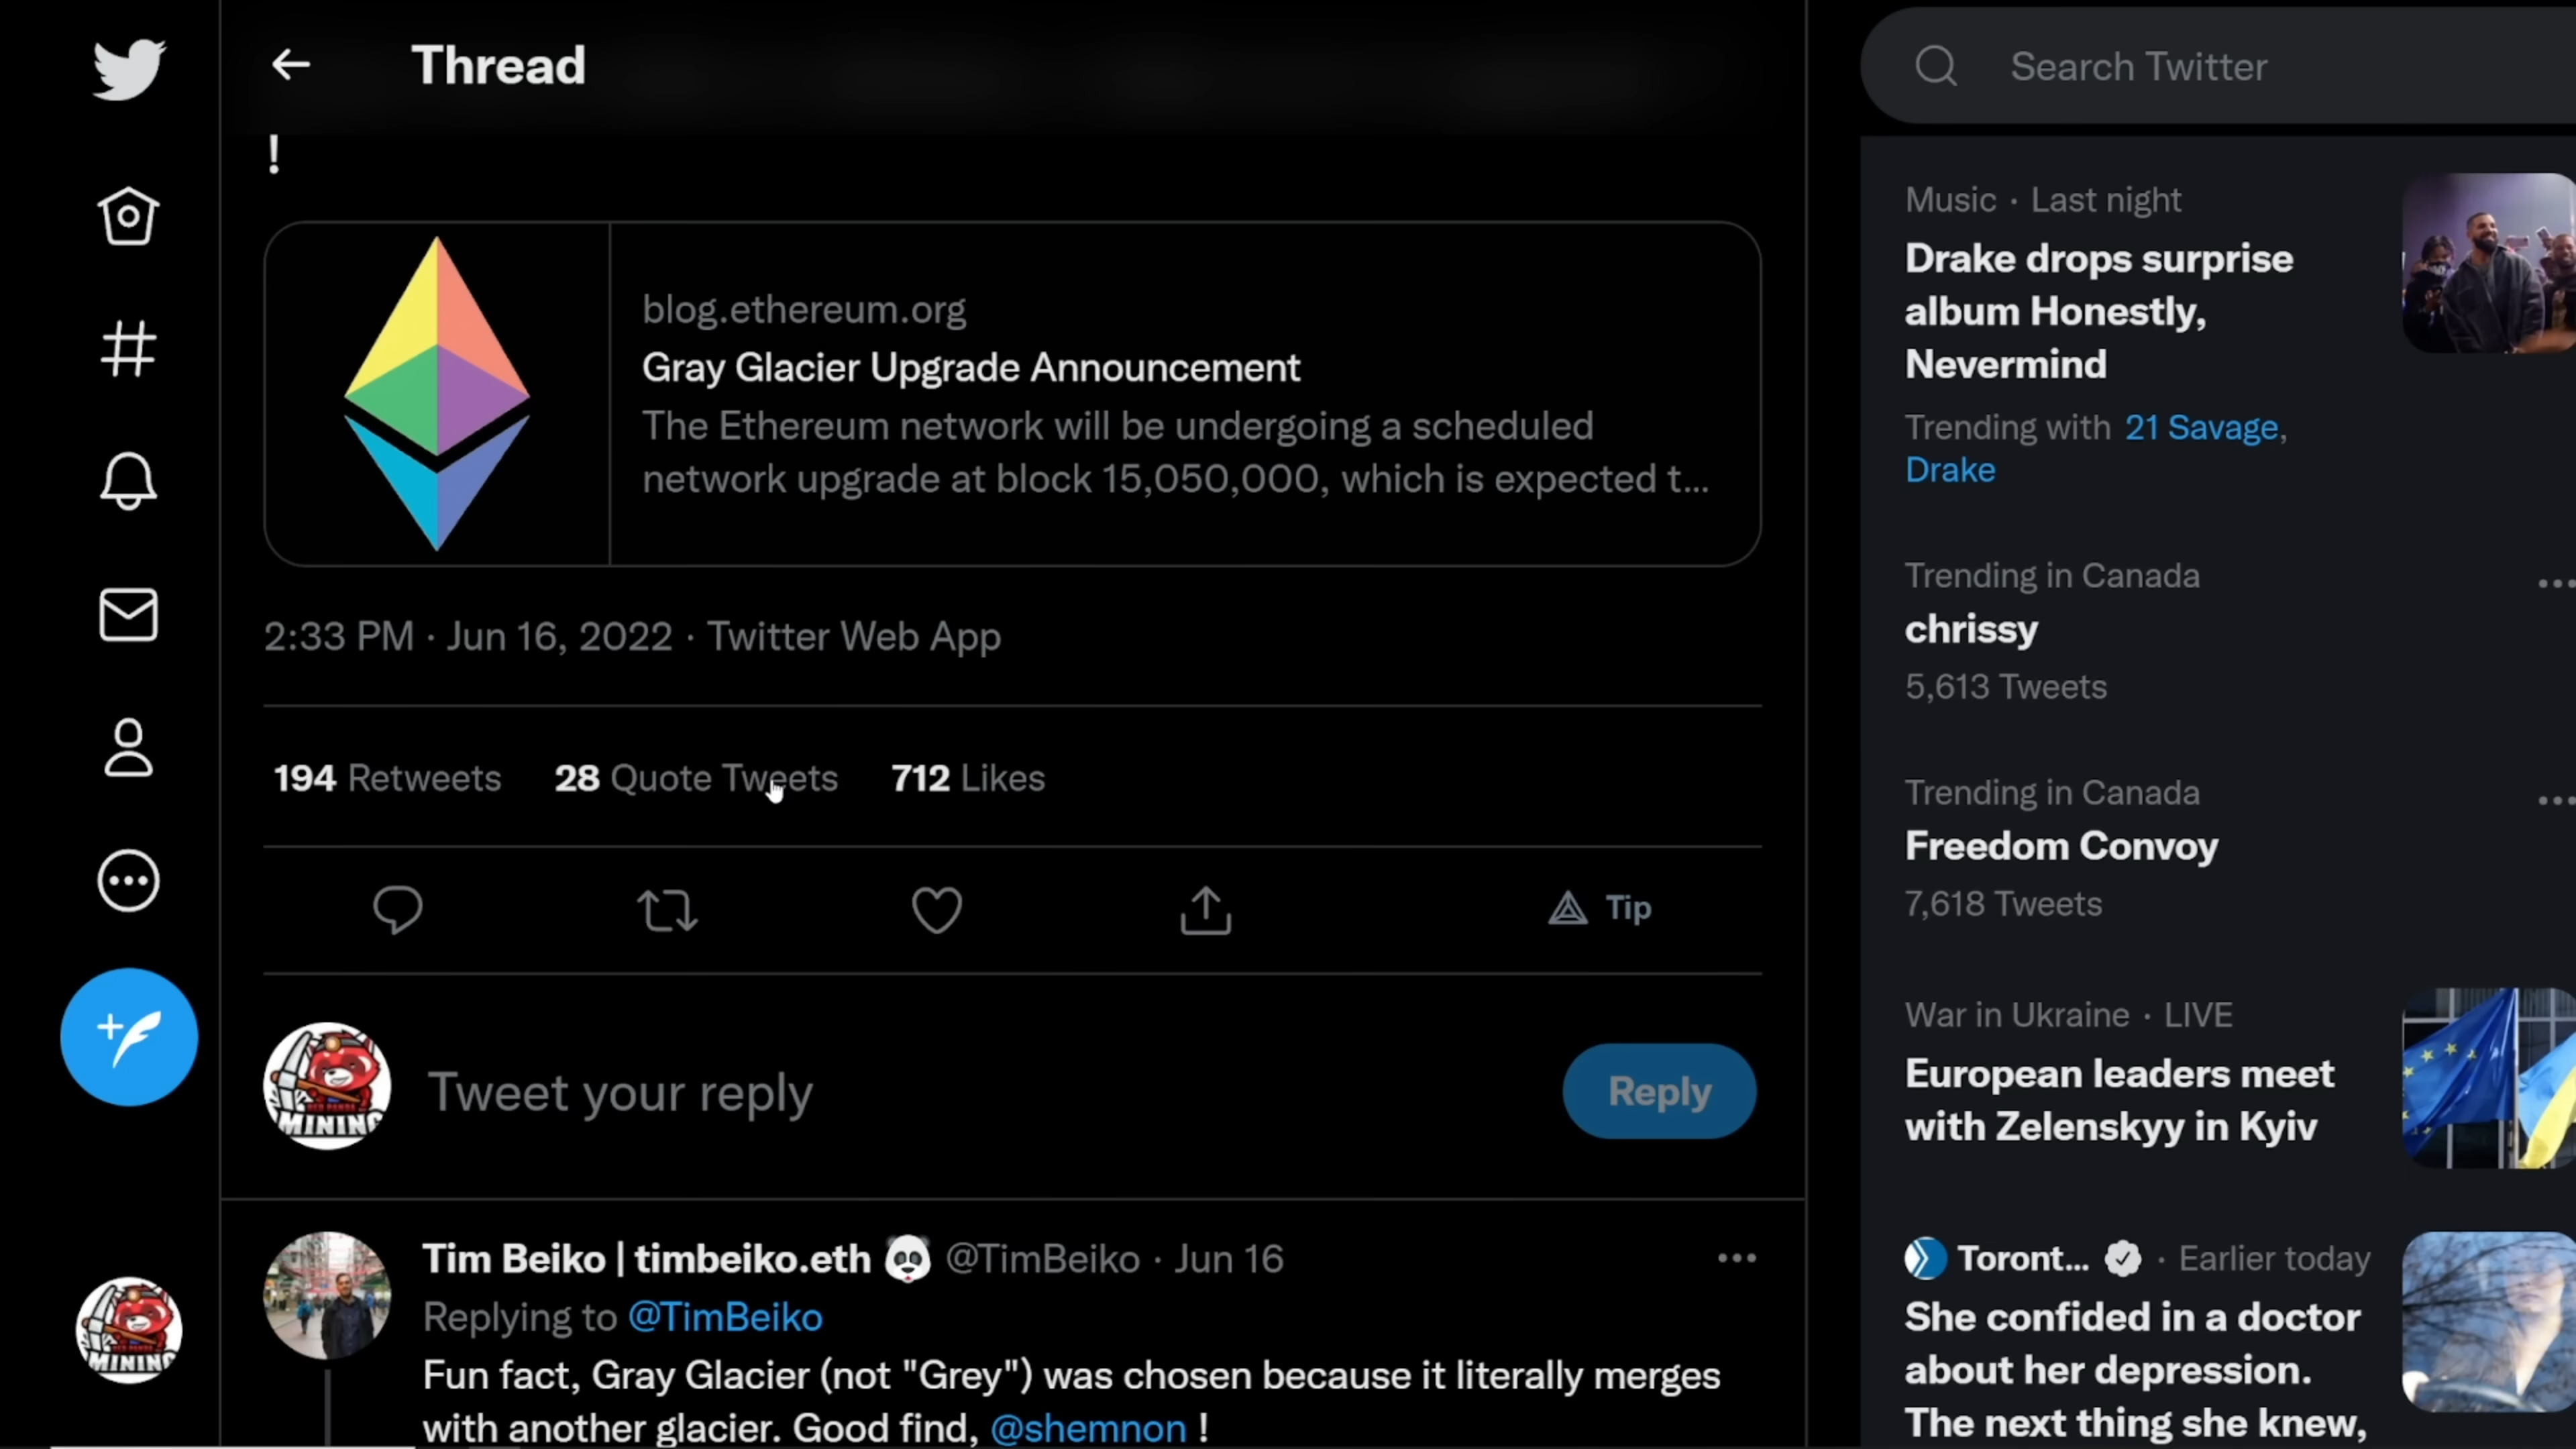 Thread
!
blog.ethereum.org
Gray Glacier Upgrade Announcement
The Ethereum network will be undergoing a scheduled
network upgrade at block 15,050,000, which is expected t...
2:33 PM · Jun 16, 2022 · Twitter Web App
194 Retweets 28 Quote Tweets 712 Likes
Tip
RED PANDA
MINING
Tweet your reply
Reply
Tim Beiko | timbeiko.eth 🐼 @TimBeiko · Jun 16
Replying to @TimBeiko
Fun fact, Gray Glacier (not "Grey") was chosen because it literally merges
with another glacier. Good find, @shemnon !
RED PANDA
MINING
Search Twitter
Music · Last night
Drake drops surprise
album Honestly,
Nevermind
Trending with 21 Savage,
Drake
Trending in Canada
chrissy
5,613 Tweets
Trending in Canada
Freedom Convoy
7,618 Tweets
War in Ukraine · LIVE
European leaders meet
with Zelenskyy in Kyiv
Toront... · Earlier today
She confided in a doctor
about her depression.
The next thing she knew,